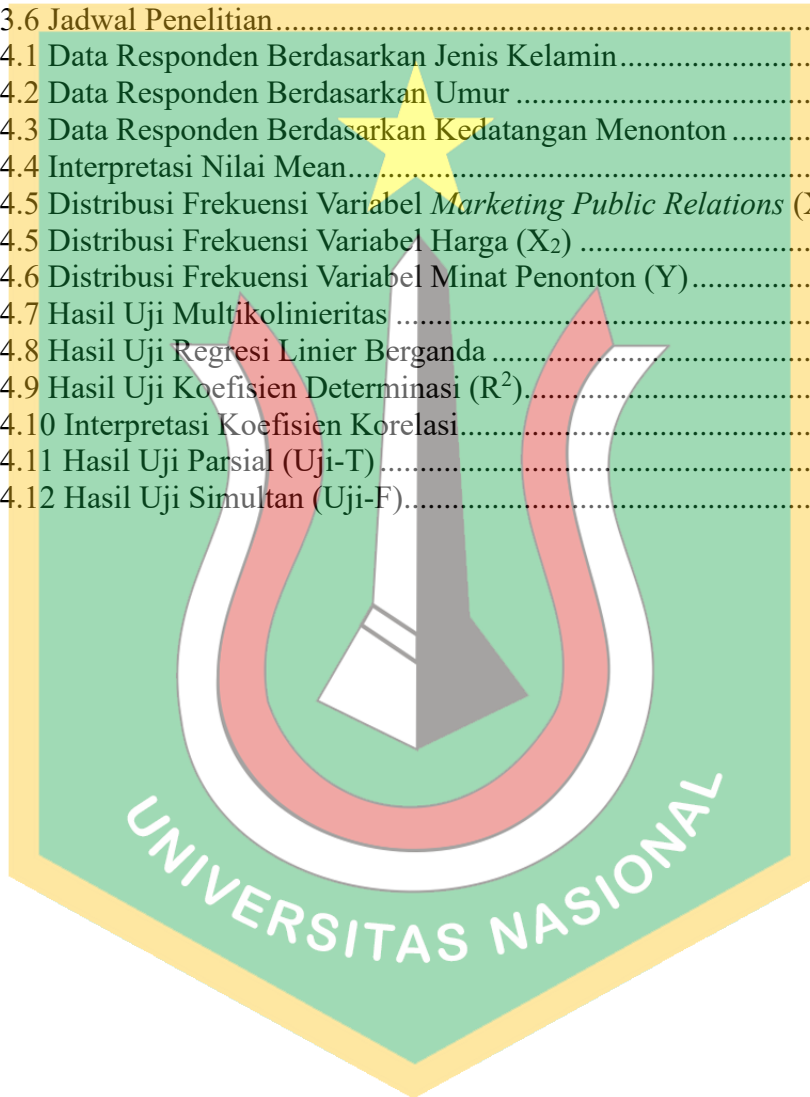 3.6 Jadwal Penelitian........................................................
4.1 Data Responden Berdasarkan Jenis Kelamin........................
4.2 Data Responden Berdasarkan Umur ....................................
4.3 Data Responden Berdasarkan Kedatangan Menonton ..........
4.4 Interpretasi Nilai Mean........................................................
4.5 Distribusi Frekuensi Variabel Marketing Public Relations (X
4.5 Distribusi Frekuensi Variabel Harga (X₂) ............................
4.6 Distribusi Frekuensi Variabel Minat Penonton (Y)...............
4.7 Hasil Uji Multikolinieritas ..................................................
4.8 Hasil Uji Regresi Linier Berganda .......................................
4.9 Hasil Uji Koefisien Determinasi (R²)...................................
4.10 Interpretasi Koefisien Korelasi...........................................
4.11 Hasil Uji Parsial (Uji-T) ....................................................
4.12 Hasil Uji Simultan (Uji-F)..................................................
UNIVERSITAS NASIONAL